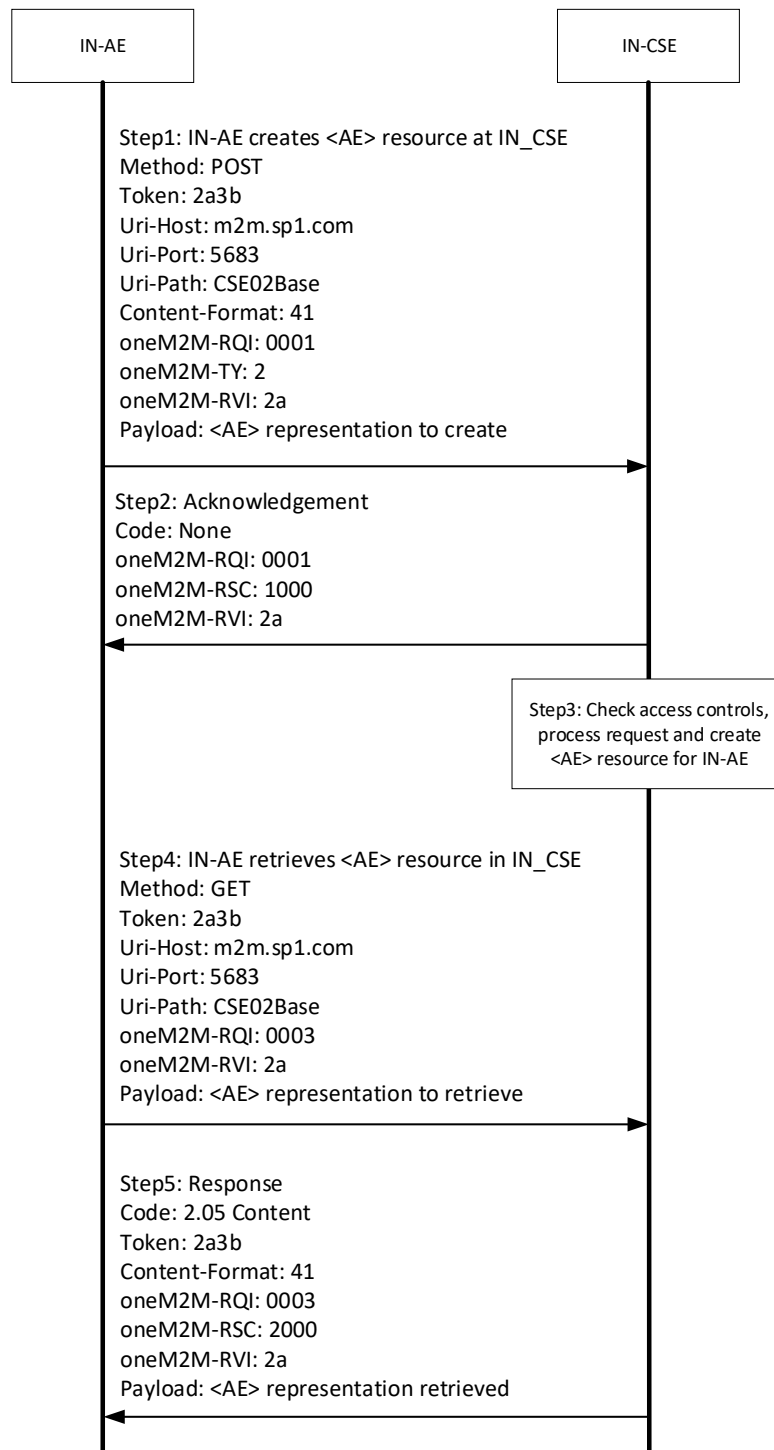 IN-AE
IN-CSE
Step1: IN-AE creates <AE> resource at IN_CSE
Method: POST
Token: 2a3b
Uri-Host: m2m.sp1.com
Uri-Port: 5683
Uri-Path: CSE02Base
Content-Format: 41
oneM2M-RQI: 0001
oneM2M-TY: 2
oneM2M-RVI: 2a
Payload: <AE> representation to create
Step2: Acknowledgement
Code: None
oneM2M-RQI: 0001
oneM2M-RSC: 1000
oneM2M-RVI: 2a
Step3: Check access controls,
process request and create
<AE> resource for IN-AE
Step4: IN-AE retrieves <AE> resource in IN_CSE
Method: GET
Token: 2a3b
Uri-Host: m2m.sp1.com
Uri-Port: 5683
Uri-Path: CSE02Base
oneM2M-RQI: 0003
oneM2M-RVI: 2a
Payload: <AE> representation to retrieve
Step5: Response
Code: 2.05 Content
Token: 2a3b
Content-Format: 41
oneM2M-RQI: 0003
oneM2M-RSC: 2000
oneM2M-RVI: 2a
Payload: <AE> representation retrieved